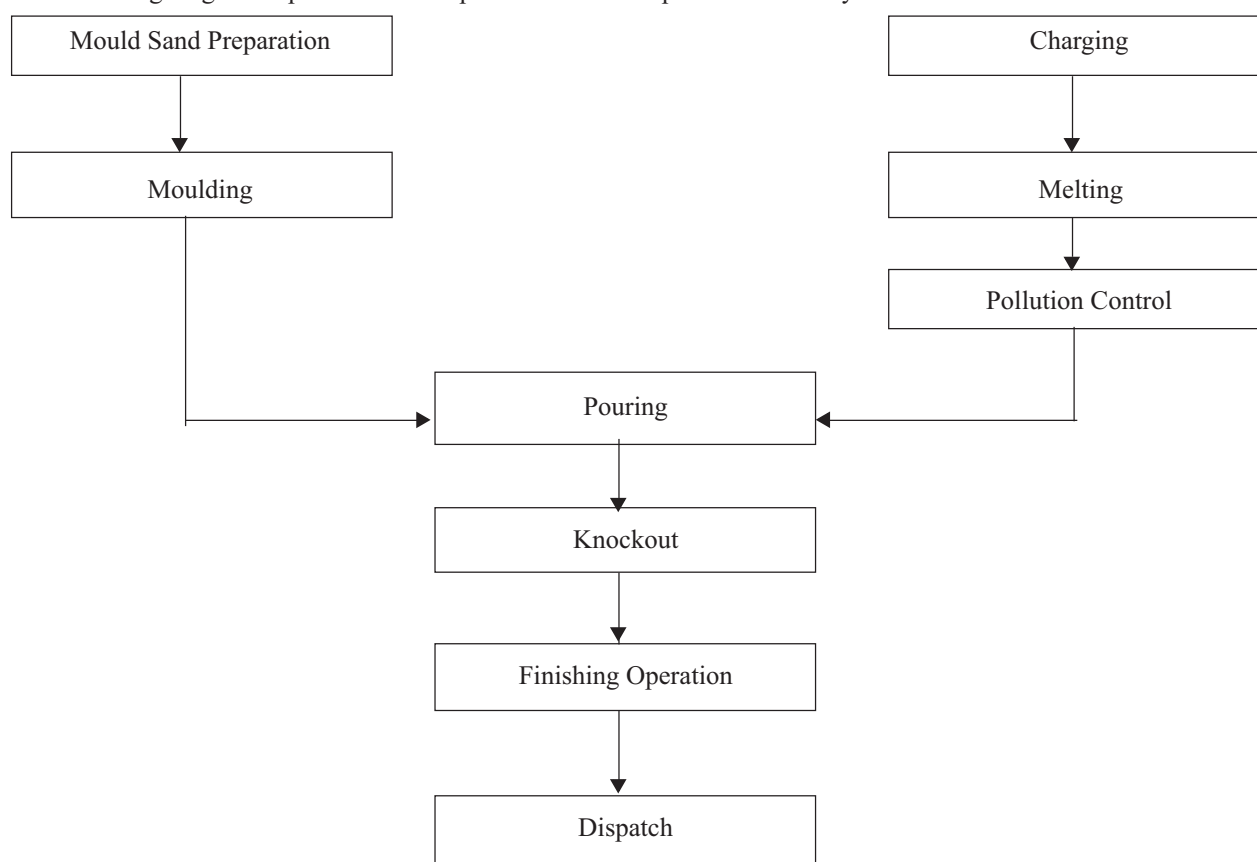 Mould Sand Preparation
Charging
Moulding
Melting
Pollution Control
Pouring
Knockout
Finishing Operation
Dispatch